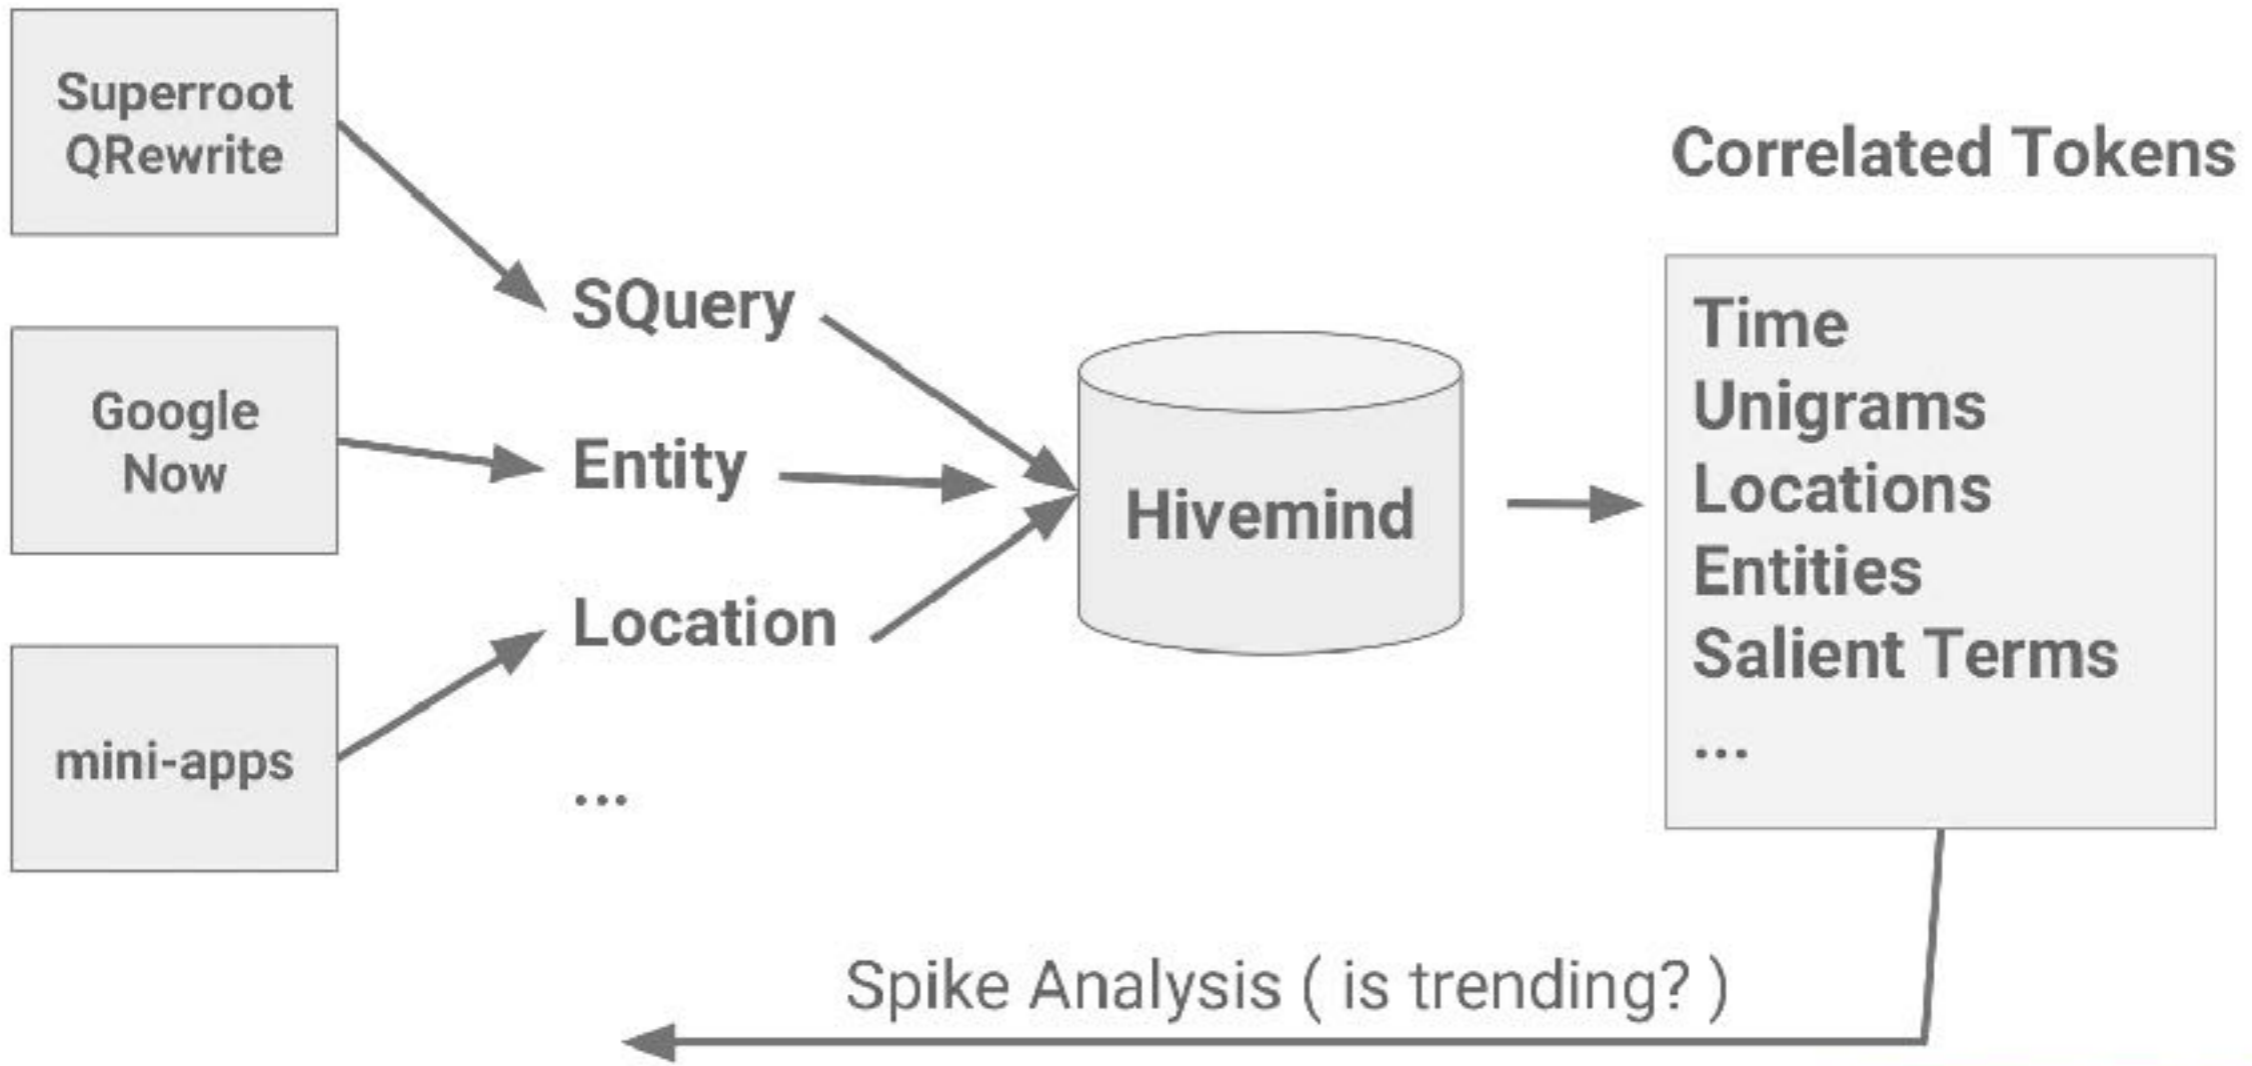 Superroot
QRewrite
Google
Now
mini-apps
SQuery
Entity
Location
...
Hivemind
Correlated Tokens
Time
Unigrams
Locations
Entities
Salient Terms
...
Spike Analysis ( is trending? )